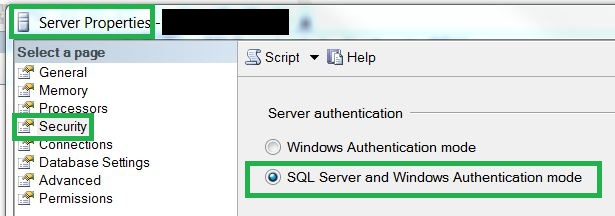 Server Properties -
Select a page
General
Memory
Processors
Security
Connections
Database Settings
Advanced
Permissions
Script Help
Server authentication
Windows Authentication mode
SQL Server and Windows Authentication mode